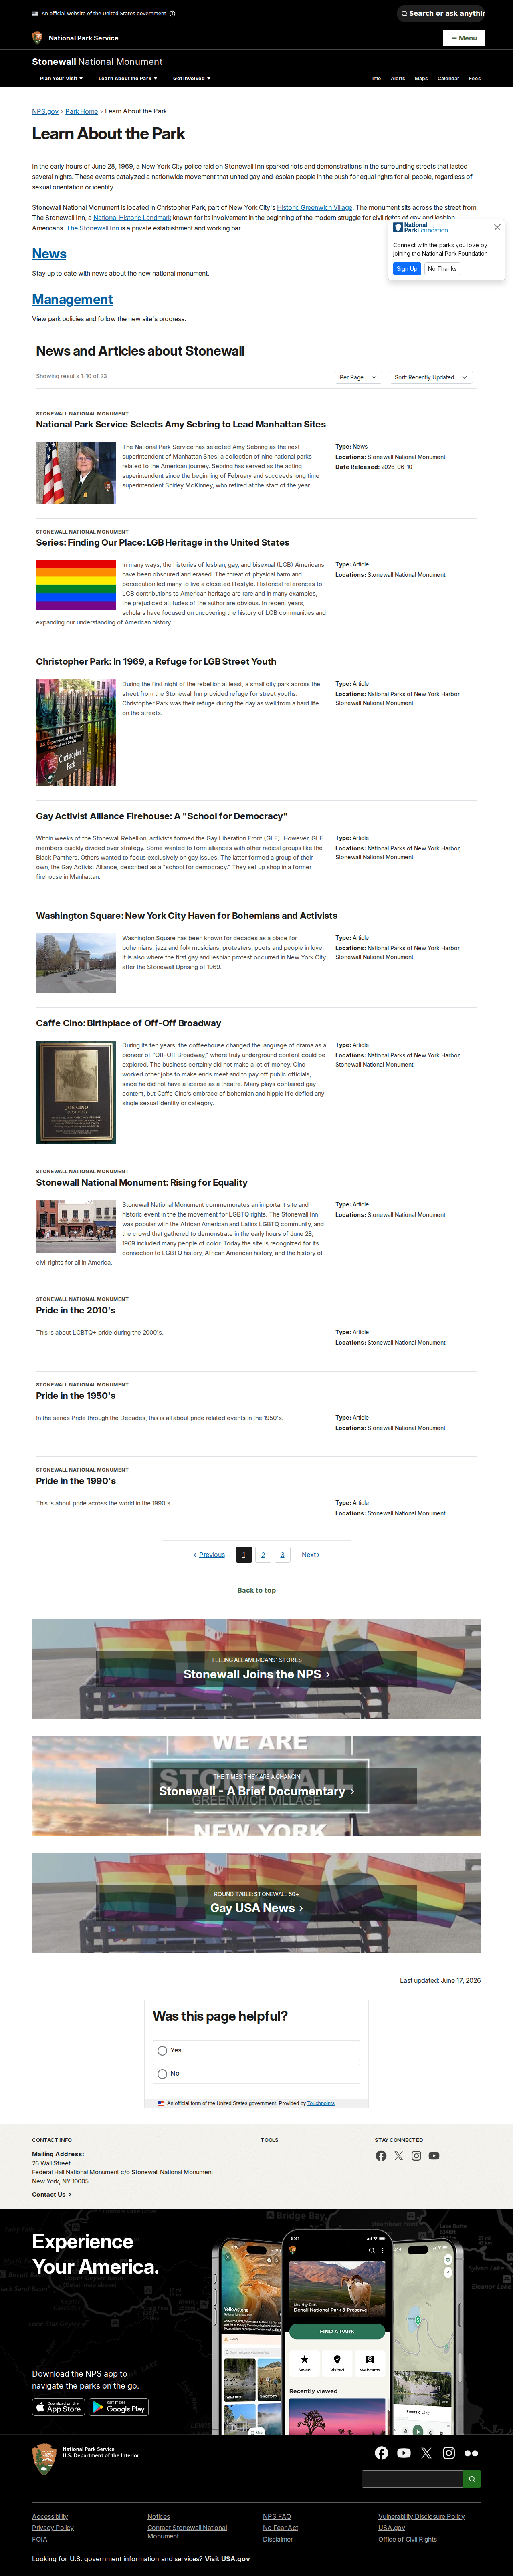 An official website of the United States government
Search or ask anythin
National Park Service
Menu
Stonewall National Monument
Plan Your Visit
Learn About the Park
Get Involved
Info
Alerts
Maps
Calendar
Fees
NPS.gov › Park Home › Learn About the Park
Learn About the Park
In the early hours of June 28, 1969, a New York City police raid on Stonewall Inn sparked riots and demonstrations in the surrounding streets that lasted
several nights. These events catalyzed a nationwide movement that united gay and lesbian people in the push for equal rights for all people, regardless of
sexual orientation or identity.
Stonewall National Monument is located in Christopher Park, part of New York City's Historic Greenwich Village. The monument sits across the street from
The Stonewall Inn, a National Historic Landmark known for its involvement in the beginning of the modern struggle for civil rights of gay and lesbian
Americans. The Stonewall Inn is a private establishment and working bar.
National
Park Foundation
Connect with the parks you love by
joining the National Park Foundation
Sign Up
No Thanks
News
Stay up to date with news about the new national monument.
Management
View park policies and follow the new site's progress.
News and Articles about Stonewall
Showing results 1-10 of 23
Per Page
Sort: Recently Updated
STONEWALL NATIONAL MONUMENT
National Park Service Selects Amy Sebring to Lead Manhattan Sites
The National Park Service has selected Amy Sebring as the next
superintendent of Manhattan Sites, a collection of nine national parks
related to the American journey. Sebring has served as the acting
superintendent since the beginning of February and succeeds long time
superintendent Shirley McKinney, who retired at the start of the year.
Type: News
Locations: Stonewall National Monument
Date Released: 2026-06-10
STONEWALL NATIONAL MONUMENT
Series: Finding Our Place: LGB Heritage in the United States
In many ways, the histories of lesbian, gay, and bisexual (LGB) Americans
have been obscured and erased. The threat of physical harm and
persecution led many to live a closeted lifestyle. Historical references to
LGB contributions to American heritage are rare and in many examples,
the prejudicial attitudes of the author are obvious. In recent years,
scholars have focused on uncovering the history of LGB communities and
expanding our understanding of American history
Type: Article
Locations: Stonewall National Monument
Christopher Park: In 1969, a Refuge for LGB Street Youth
During the first night of the rebellion at least, a small city park across the
street from the Stonewall Inn provided refuge for street youths.
Christopher Park was their refuge during the day as well from a hard life
on the streets.
Type: Article
Locations: National Parks of New York Harbor,
Stonewall National Monument
Gay Activist Alliance Firehouse: A "School for Democracy"
Within weeks of the Stonewall Rebellion, activists formed the Gay Liberation Front (GLF). However, GLF
members quickly divided over strategy. Some wanted to form alliances with other radical groups like the
Black Panthers. Others wanted to focus exclusively on gay issues. The latter formed a group of their
own, the Gay Activist Alliance, described as a "school for democracy." They set up shop in a former
firehouse in Manhattan.
Type: Article
Locations: National Parks of New York Harbor,
Stonewall National Monument
Washington Square: New York City Haven for Bohemians and Activists
Washington Square has been known for decades as a place for
bohemians, jazz and folk musicians, protesters, poets and people in love.
It is also where the first gay and lesbian protest occurred in New York City
after the Stonewall Uprising of 1969.
Type: Article
Locations: National Parks of New York Harbor,
Stonewall National Monument
Caffe Cino: Birthplace of Off-Off Broadway
During its ten years, the coffeehouse changed the language of drama as a
pioneer of "Off-Off Broadway," where truly underground content could be
explored. The business certainly did not make a lot of money. Cino
worked other jobs to make ends meet and to pay public officials,
since he did not have a license as a theatre. Many plays contained gay
content, but Caffe Cino's embrace of bohemian and hippie life defied any
single sexual identity or category.
JOE CINO
Type: Article
Locations: National Parks of New York Harbor,
Stonewall National Monument
STONEWALL NATIONAL MONUMENT
Stonewall National Monument: Rising for Equality
Stonewall National Monument commemorates an important site and
historic event in the the movement for LGBTQ rights. The Stonewall Inn
was popular with the African American and Latinx LGBTQ community, and
the crowd that gathered to demonstrate in the early hours of June 28,
1969 included many people of color. Today the site is recognized for its
connection to LGBTQ history, African American history, and the history of
civil rights for all in America.
Type: Article
Locations: Stonewall National Monument
STONEWALL NATIONAL MONUMENT
Pride in the 2010's
This is about LGBTQ+ pride during the 2000's.
Type: Article
Locations: Stonewall National Monument
STONEWALL NATIONAL MONUMENT
Pride in the 1950's
In the series Pride through the Decades, this is all about pride related events in the 1950's.
Type: Article
Locations: Stonewall National Monument
STONEWALL NATIONAL MONUMENT
Pride in the 1990's
This is about pride across the world in the 1990's.
Type: Article
Locations: Stonewall National Monument
‹ Previous 1 2 3 Next ›
Back to top
TELLING ALL AMERICANS' STORIES
Stonewall Joins the NPS ›
WE ARE
STONEWALL
GREENWICH VILLAGE
NEW YORK
THE TIMES THEY ARE A CHANGIN'
Stonewall - A Brief Documentary ›
ROUND TABLE: STONEWALL 50+
Gay USA News ›
Last updated: June 17, 2026
Was this page helpful?
Yes
No
An official form of the United States government. Provided by Touchpoints
CONTACT INFO
Mailing Address:
26 Wall Street
Federal Hall National Monument c/o Stonewall National Monument
New York, NY 10005
Contact Us
TOOLS
STAY CONNECTED
Experience
Your America.
Download the NPS app to
navigate the parks on the go.
Download on the
App Store
GET IT ON
Google Play
9:41
Yellowstone
Nearby Park
Denali National Park & Preserve
FIND A PARK
Saved
Visited
Webcams
Recently viewed
Emerald Lake
National Park Service
U.S. Department of the Interior
Accessibility
Privacy Policy
FOIA
Notices
Contact Stonewall National
Monument
NPS FAQ
No Fear Act
Disclaimer
Vulnerability Disclosure Policy
USA.gov
Office of Civil Rights
Looking for U.S. government information and services? Visit USA.gov